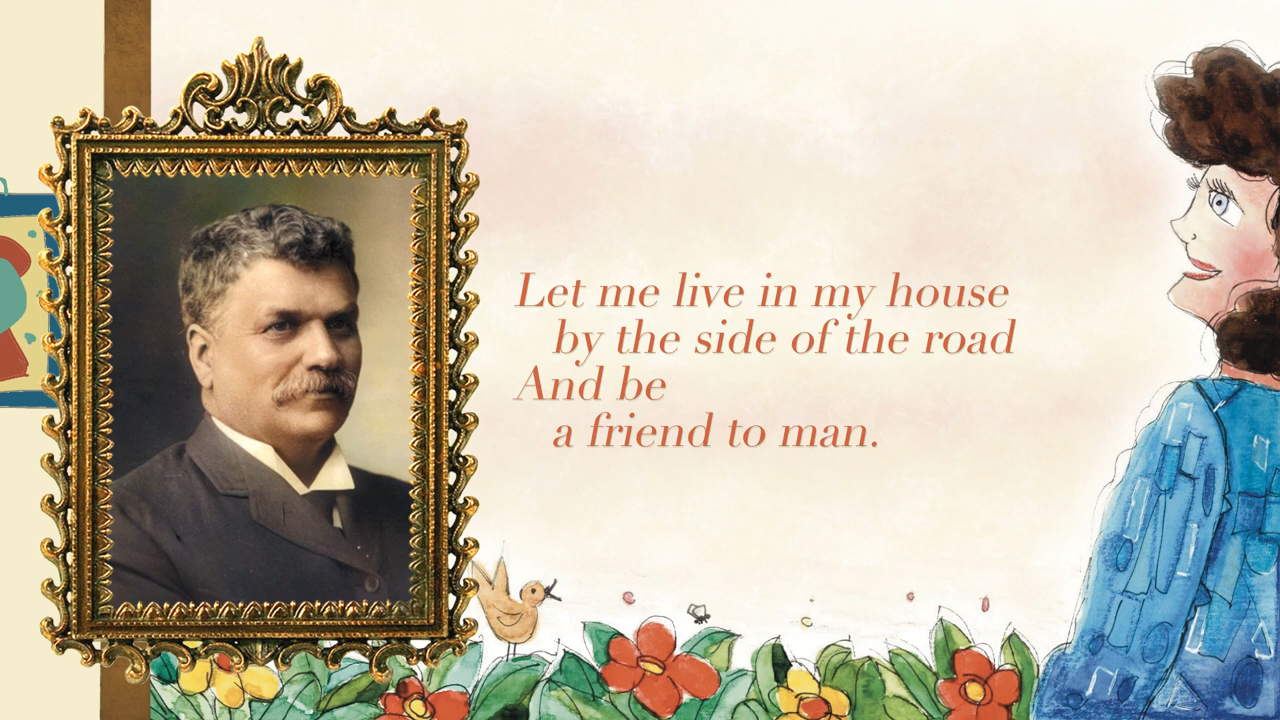 Let me live in my house
by the side of the road
And be
a friend to man.